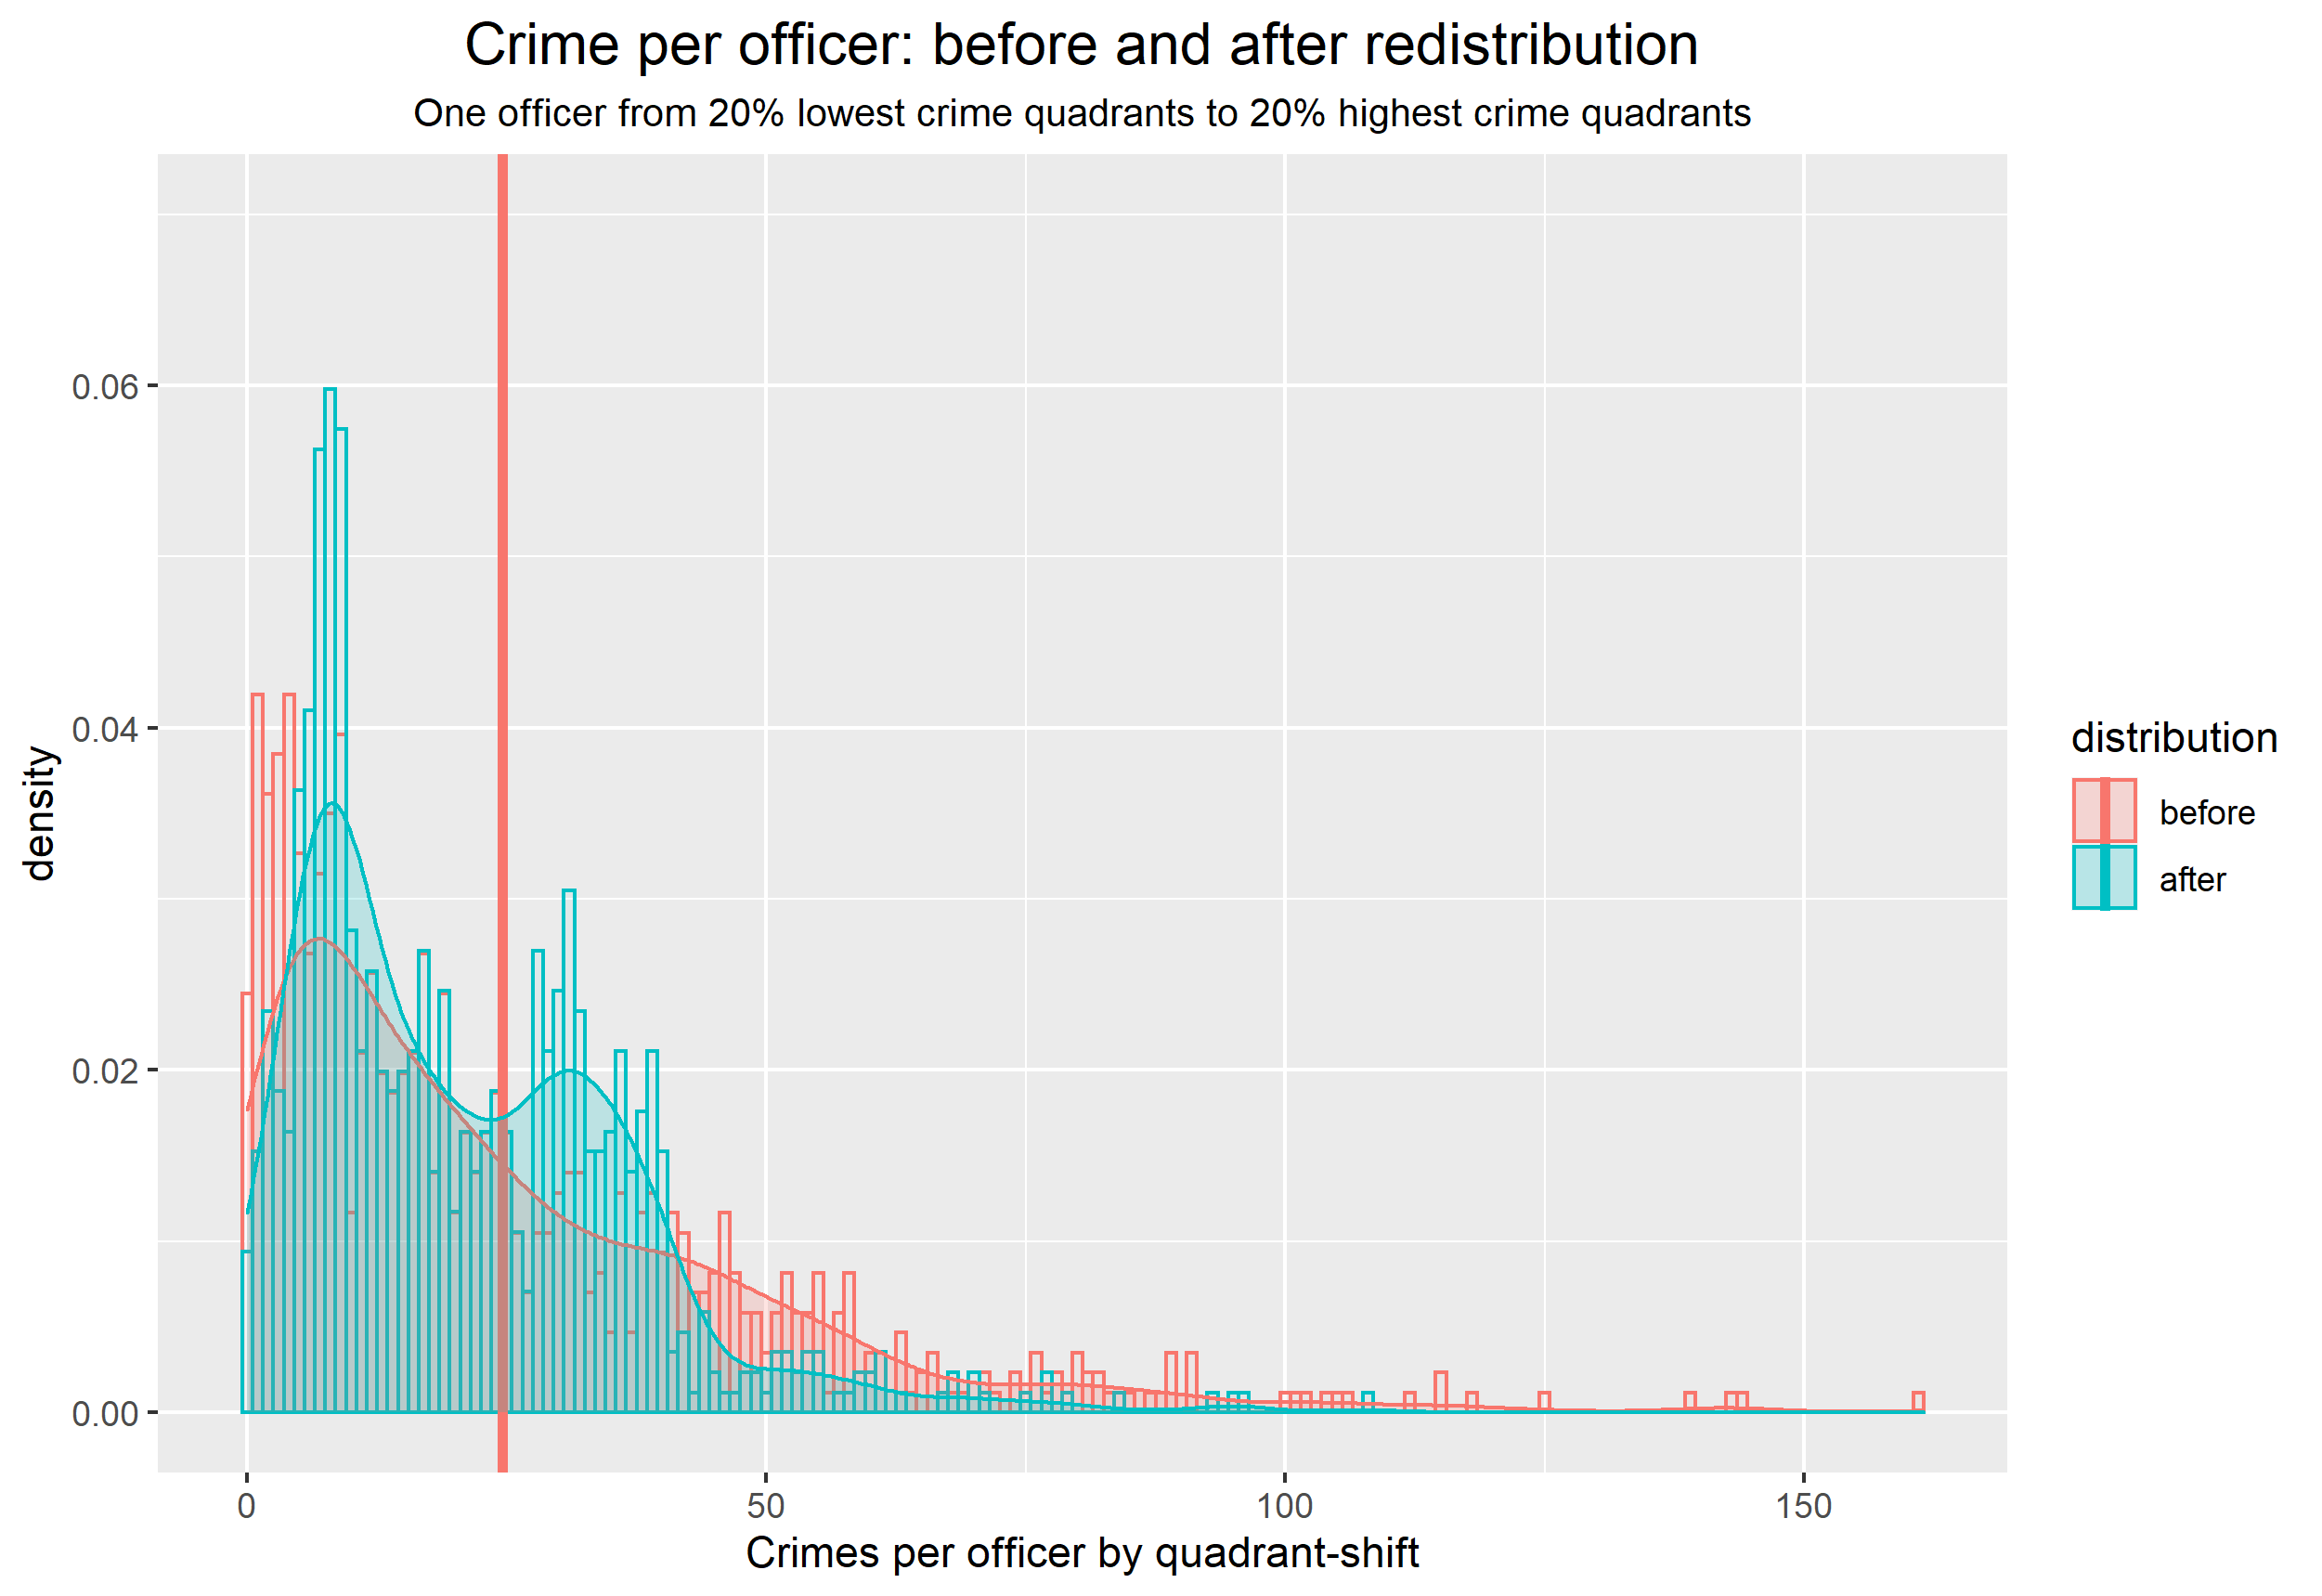 Crime per officer: before and after redistribution
One officer from 20% lowest crime quadrants to 20% highest crime quadrants
density
0.06
0.04
0.02
0.00
0
50
100
150
Crimes per officer by quadrant-shift
distribution
before
after